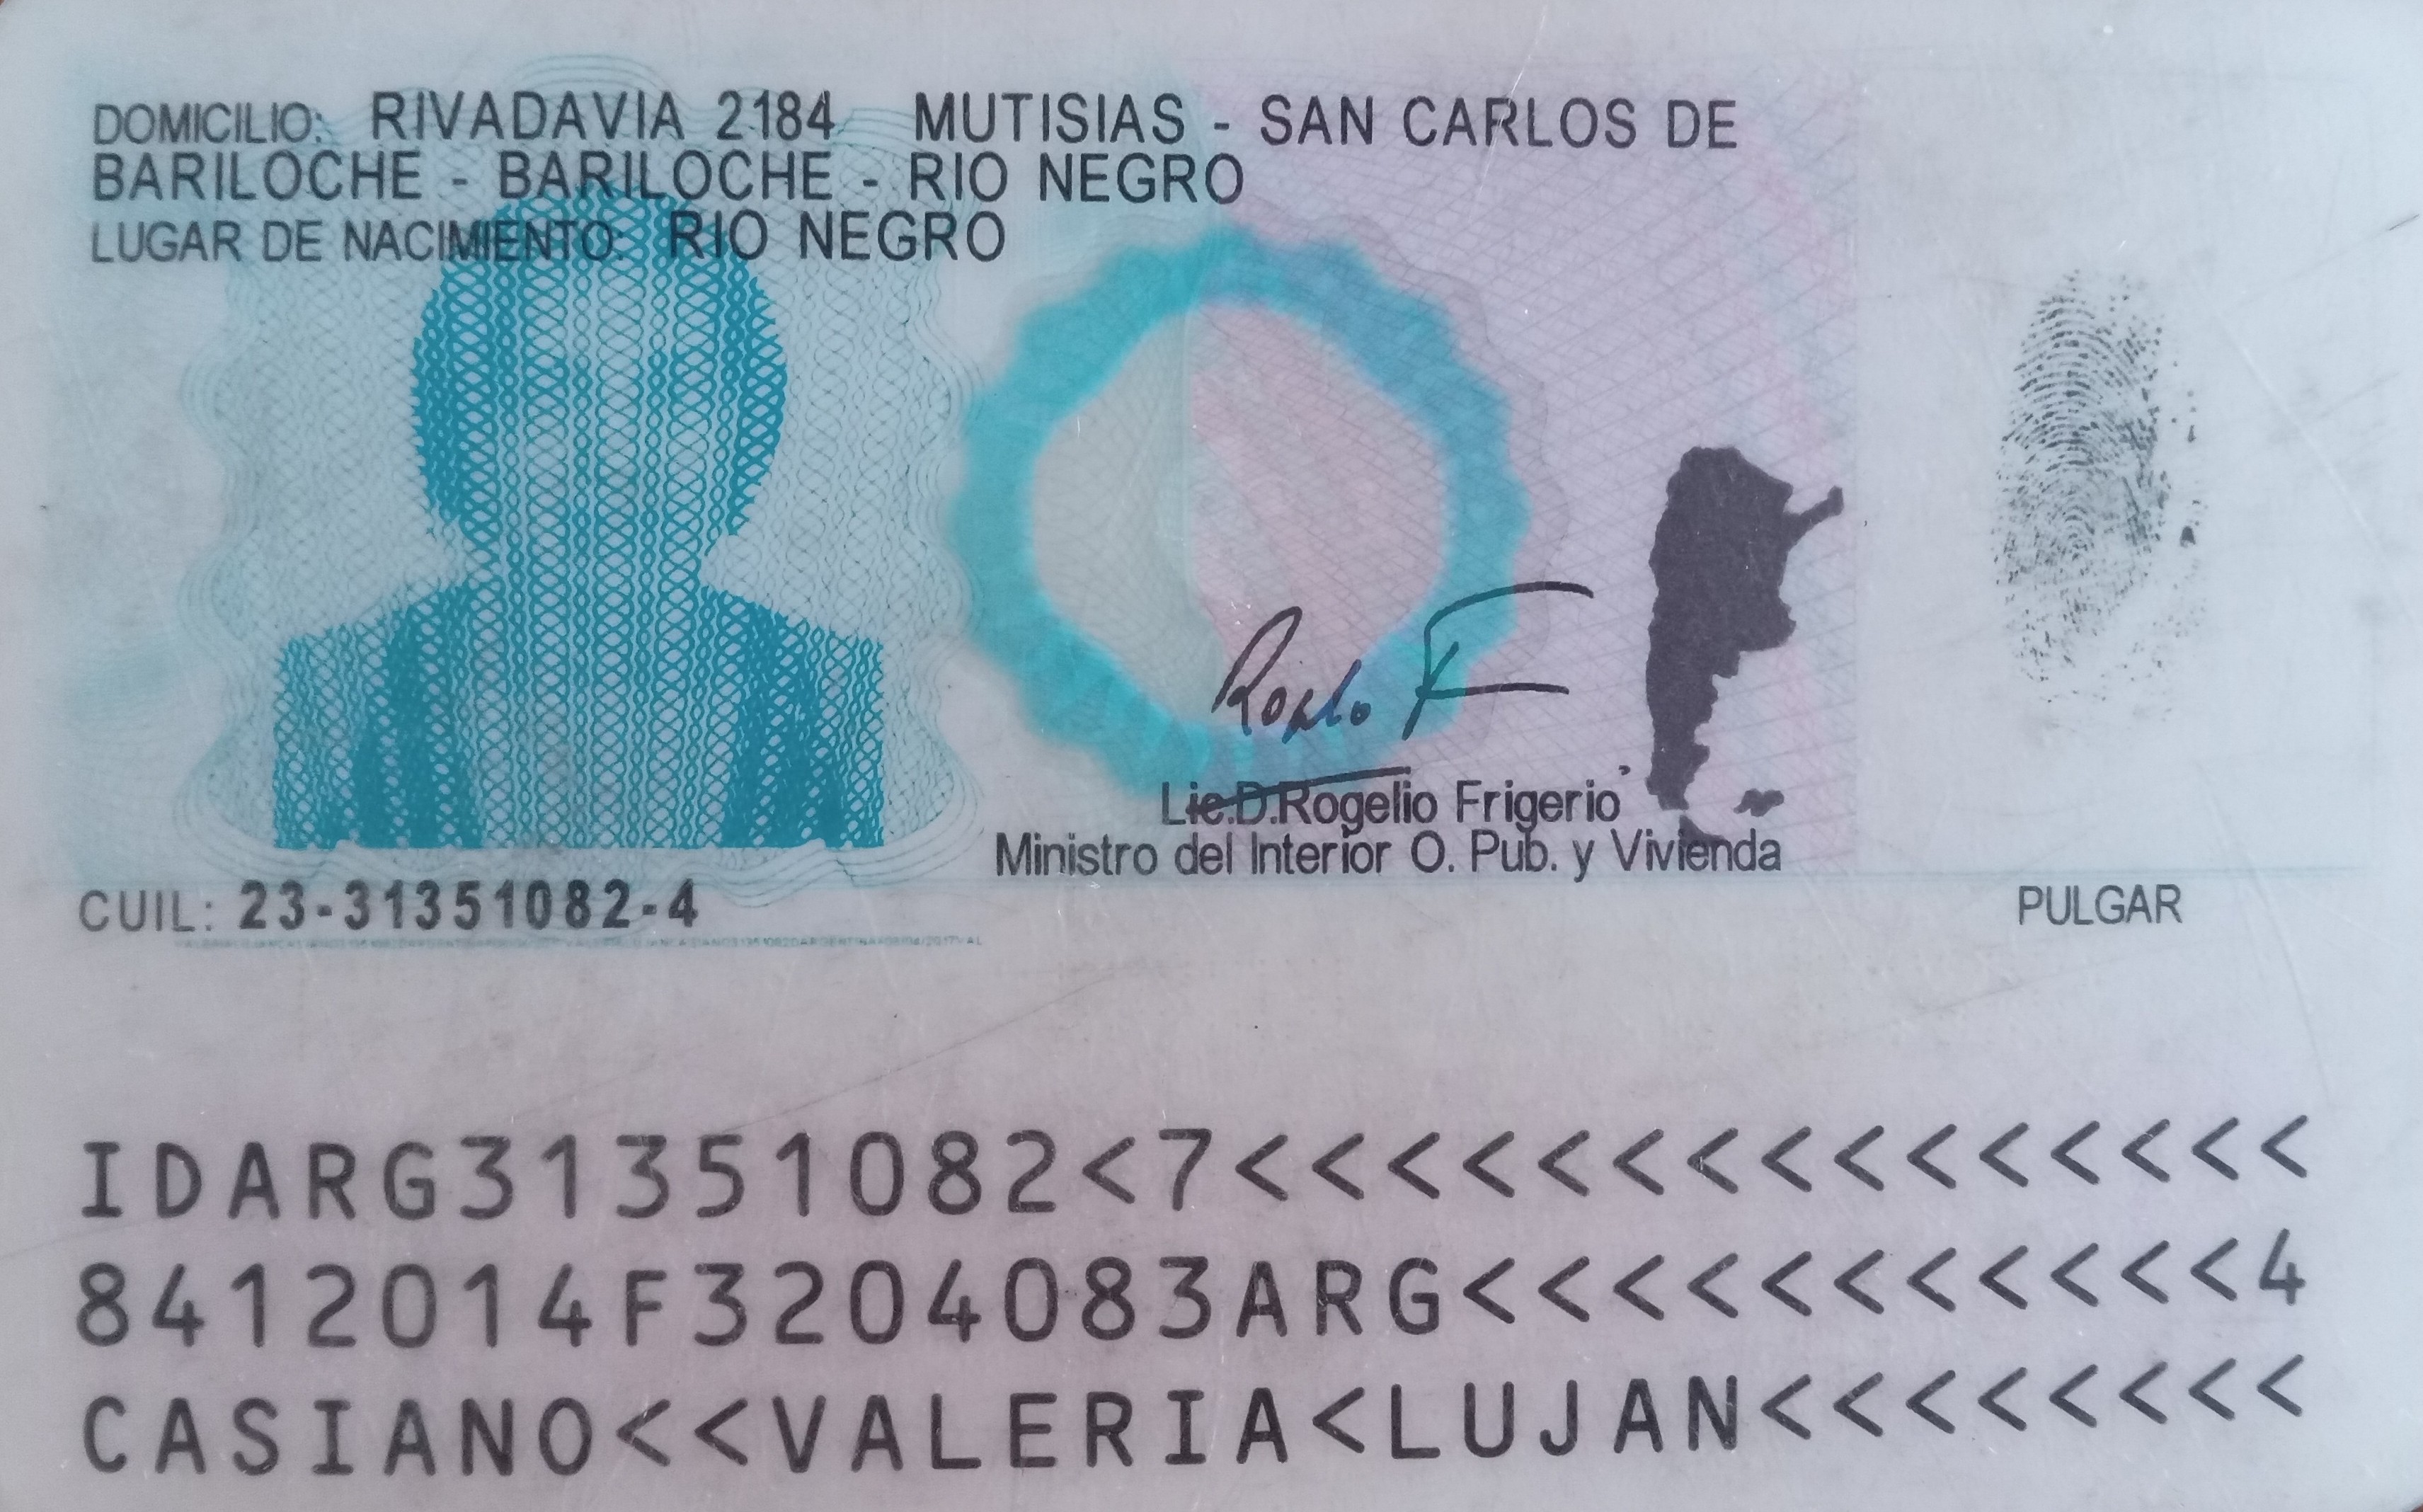 DOMICILIO: RIVADAVIA 2184 MUTISIAS - SAN CARLOS DE
BARILOCHE - BARILOCHE - RIO NEGRO
LUGAR DE NACIMIENTO: RIO NEGRO
Lic.D.Rogelio Frigerio
Ministro del Interior O. Pub. y Vivienda
CUIL: 23-31351082-4
PULGAR
IDARG31351082<7<<<<<<<<<<<<<<<
8412014F3204083ARG<<<<<<<<<<<4
CASIANO<<VALERIA<LUJAN<<<<<<<<